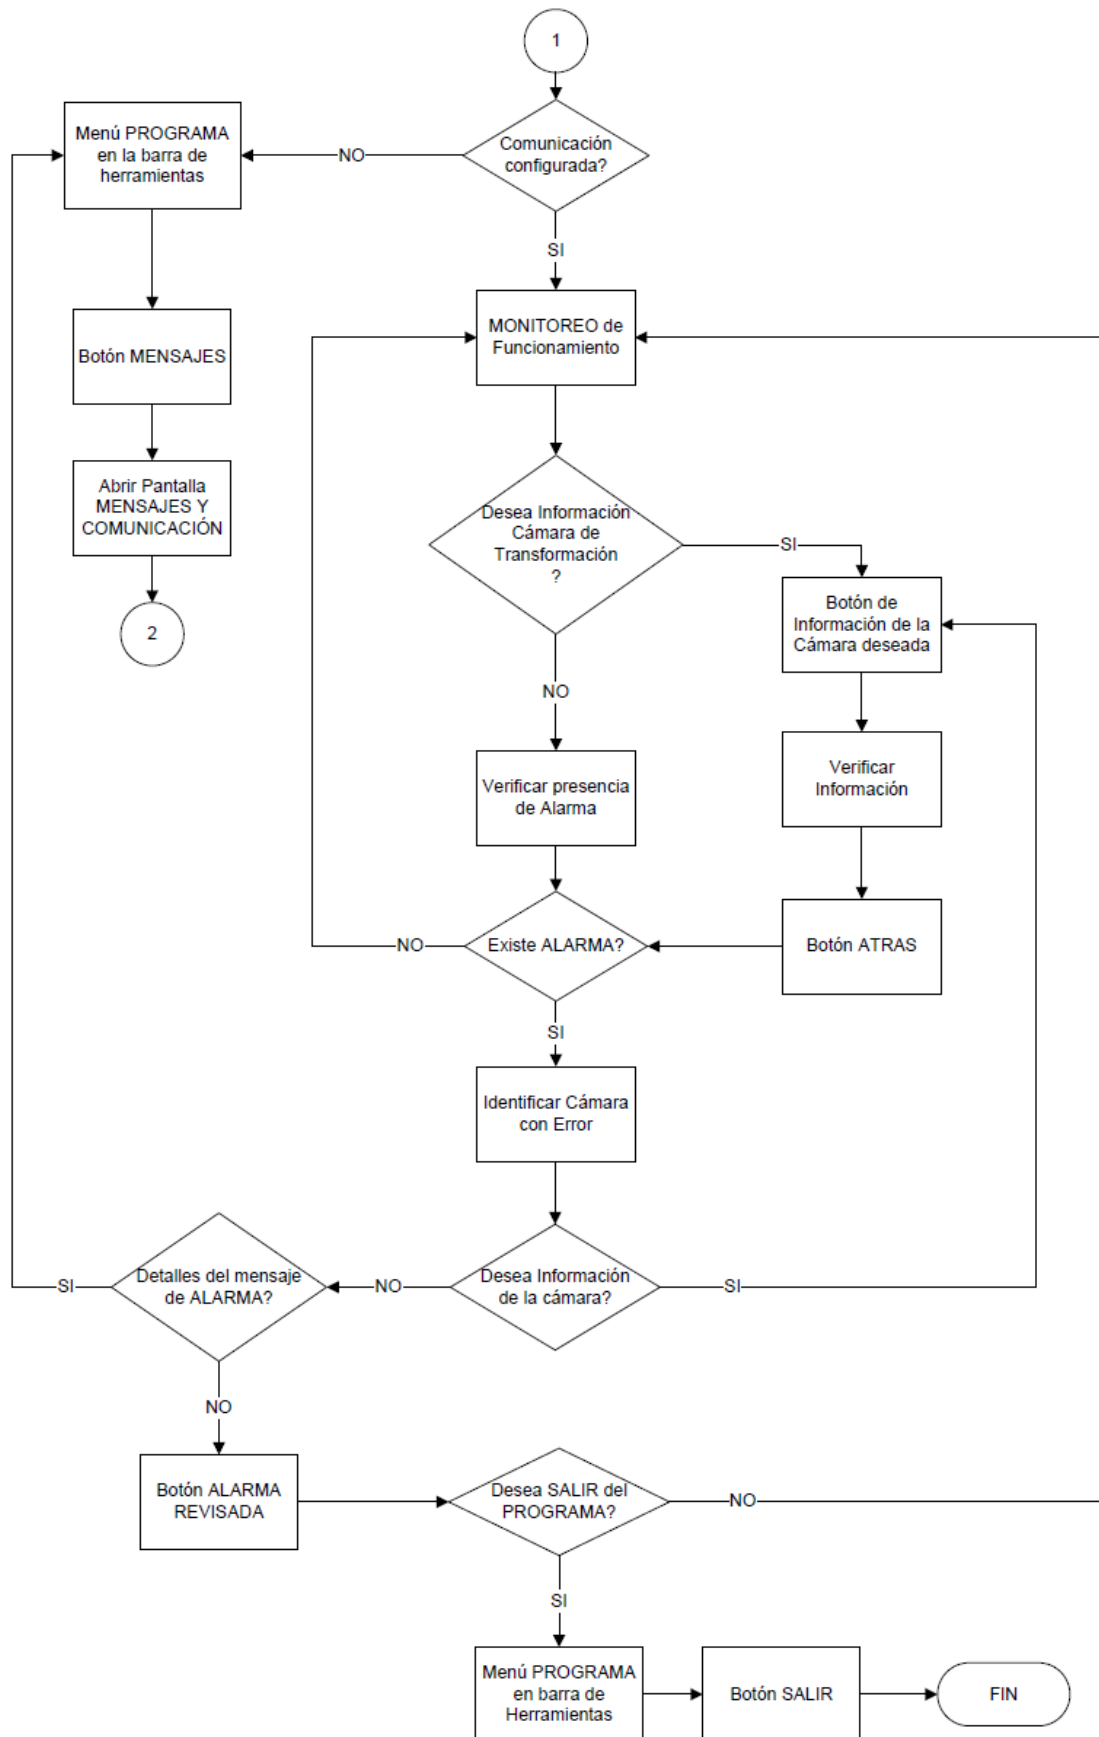 1
Comunicación
configurada?
NO
Menú PROGRAMA
en la barra de
herramientas
SI
MONITOREO de
Funcionamiento
Botón MENSAJES
Abrir Pantalla
MENSAJES Y
COMUNICACIÓN
2
Desea Información
Cámara de
Transformación
?
SI
Botón de
Información de la
Cámara deseada
NO
Verificar presencia
de Alarma
Verificar
Información
Existe ALARMA?
NO
Botón ATRAS
SI
Identificar Cámara
con Error
Desea Información
de la cámara?
SI
NO
Detalles del mensaje
de ALARMA?
SI
NO
Botón ALARMA
REVISADA
Desea SALIR del
PROGRAMA?
NO
SI
Menú PROGRAMA
en barra de
Herramientas
Botón SALIR
FIN